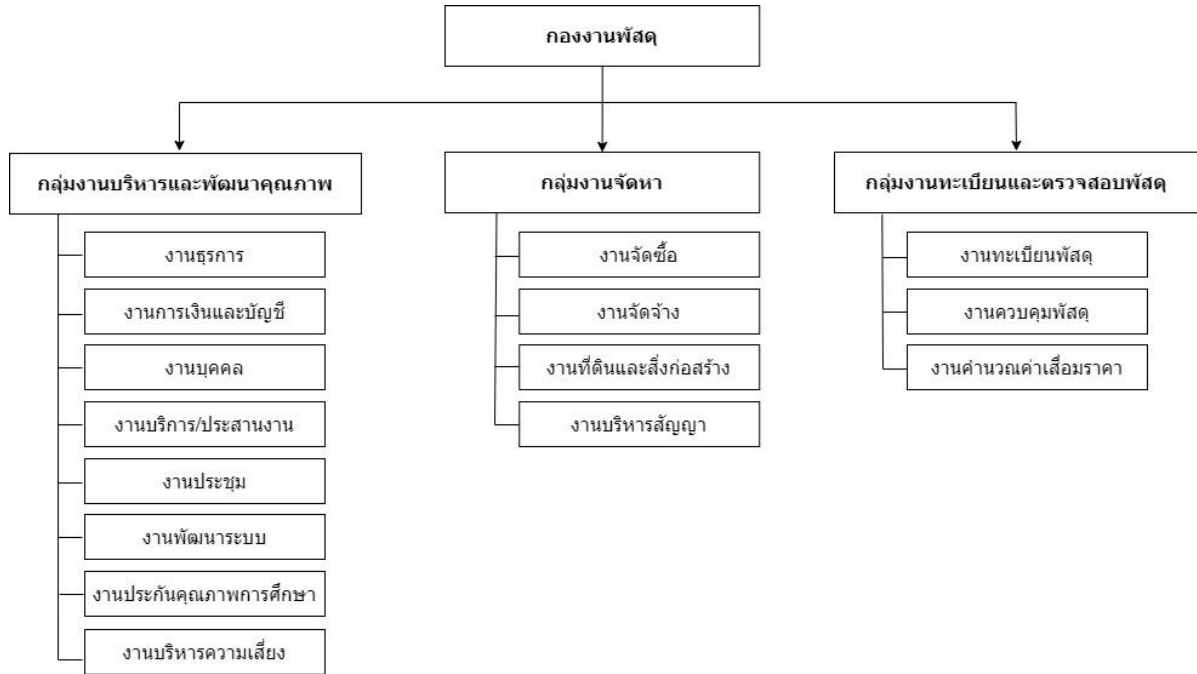 กองงานพัสดุ
กลุ่มงานบริหารและพัฒนาคุณภาพ
งานธุรการ
งานการเงินและบัญชี
งานบุคคล
งานบริการ/ประสานงาน
งานประชุม
งานพัฒนาระบบ
งานประกันคุณภาพการศึกษา
งานบริหารความเสี่ยง
กลุ่มงานจัดหา
งานจัดซื้อ
งานจัดจ้าง
งานที่ดินและสิ่งก่อสร้าง
งานบริหารสัญญา
กลุ่มงานทะเบียนและตรวจสอบพัสดุ
งานทะเบียนพัสดุ
งานควบคุมพัสดุ
งานคำนวณค่าเสื่อมราคา